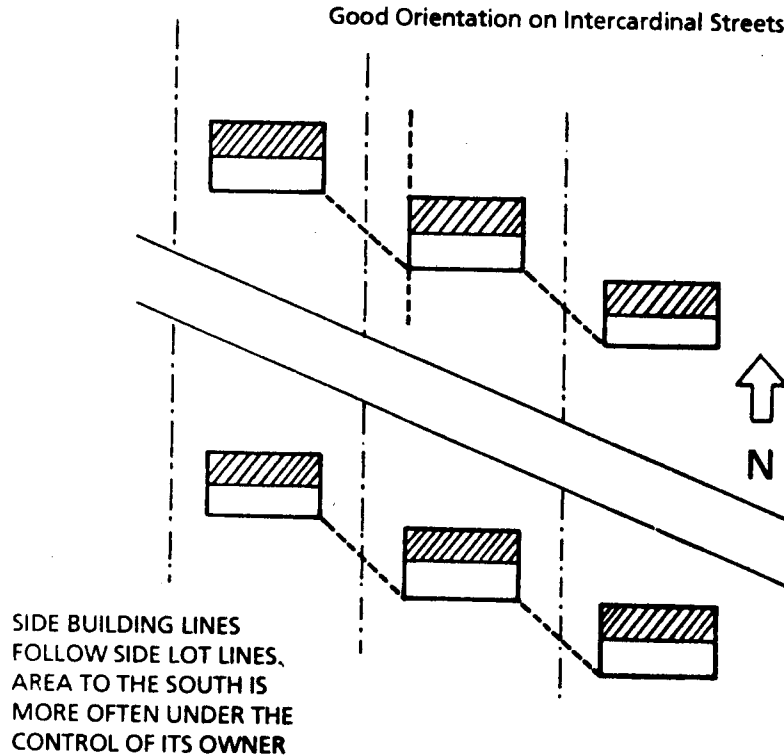 Good Orientation on Intercardinal Streets
N
SIDE BUILDING LINES
FOLLOW SIDE LOT LINES,
AREA TO THE SOUTH IS
MORE OFTEN UNDER THE
CONTROL OF ITS OWNER